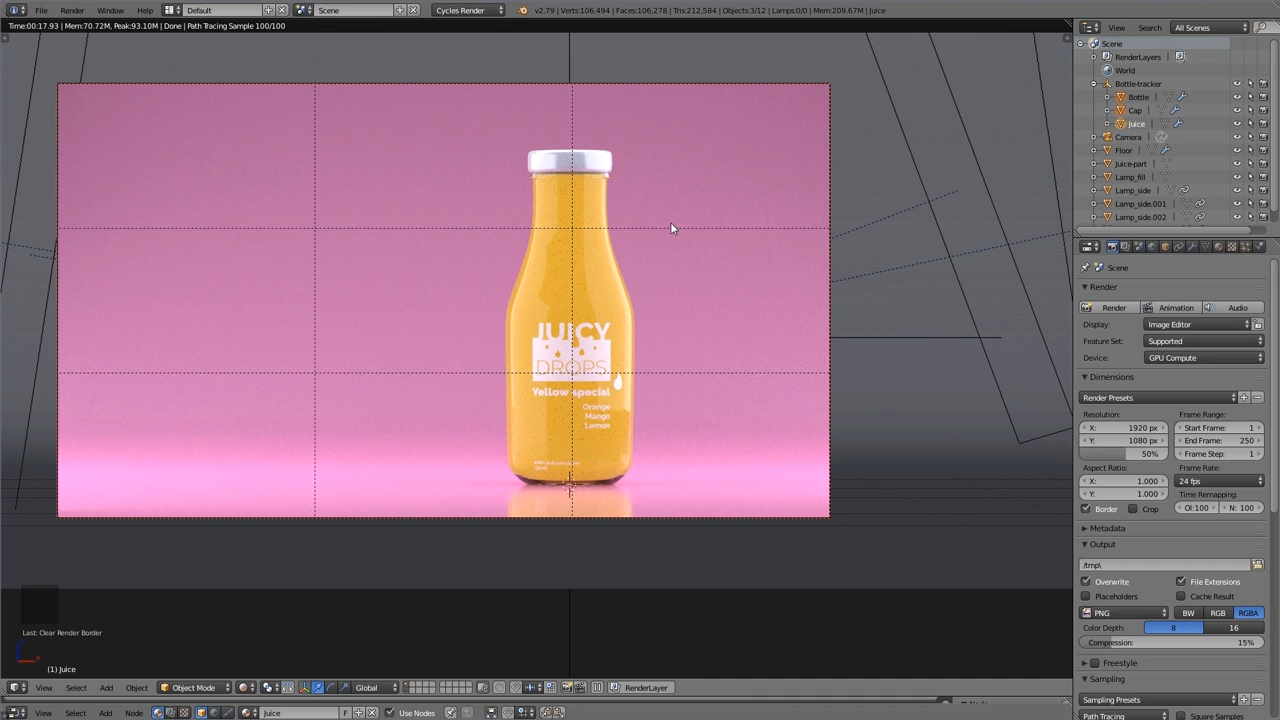 File Render Window Help Default Scene Cycles Render v2.79 | Verts:106,494 | Faces:106,278 | Tris:212,584 | Objects:3/12 | Lamps:0/0 | Mem:209.67M | Juice
Time:00:17.93 | Mem:70.72M, Peak:93.10M | Done | Path Tracing Sample 100/100
View Search All Scenes
Scene
RenderLayers
World
Bottle-tracker
Bottle
Cap
Juice
Camera
Floor
Juice-part
Lamp_fill
Lamp_side
Lamp_side.001
Lamp_side.002
Scene
Render
Render Animation Audio
Display: Image Editor
Feature Set: Supported
Device: GPU Compute
Dimensions
Render Presets
Resolution: Frame Range:
X: 1920 px Start Frame: 1
Y: 1080 px End Frame: 250
50% Frame Step: 1
Aspect Ratio: Frame Rate:
X: 1.000 24 fps
Y: 1.000 Time Remapping:
Border Crop Ol:100 N: 100
Metadata
Output
/tmp\
Overwrite File Extensions
Placeholders Cache Result
PNG BW RGB RGBA
Color Depth: 8 16
Compression: 15%
Freestyle
Sampling
Sampling Presets
Path Tracing Square Samples
JUICY
DROPS
Yellow special
Orange
Mango
Lemon
Last: Clear Render Border
(1) Juice
View Select Add Object Object Mode Global RenderLayer
View Select Add Node Juice F Use Nodes